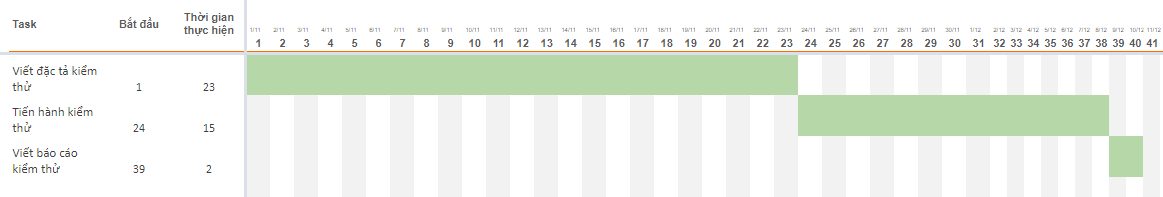 Task Bắt đầu Thời gian thực hiện
1/11 2/11 3/11 4/11 5/11 6/11 7/11 8/11 9/11 10/11 11/11 12/11 13/11 14/11 15/11 16/11 17/11 18/11 19/11 20/11 21/11 22/11 23/11 24/11 25/11 26/11 27/11 28/11 29/11 30/11 1/12 2/12 3/12 4/12 5/12 6/12 7/12 8/12 9/12 10/12 11/12
1 2 3 4 5 6 7 8 9 10 11 12 13 14 15 16 17 18 19 20 21 22 23 24 25 26 27 28 29 30 31 32 33 34 35 36 37 38 39 40 41
Viết đặc tả kiểm
thử 1 23
Tiến hành kiểm
thử 24 15
Viết báo cáo
kiểm thử 39 2